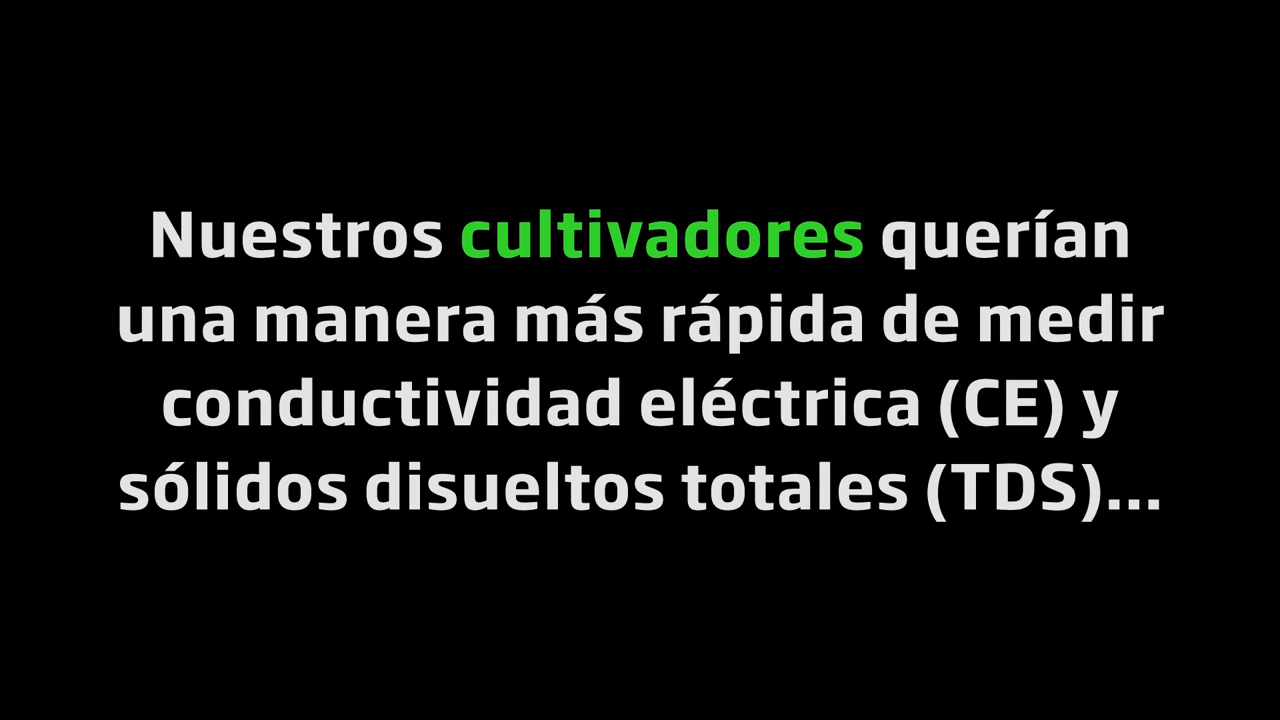 Nuestros cultivadores querían
una manera más rápida de medir
conductividad eléctrica (CE) y
sólidos disueltos totales (TDS)...